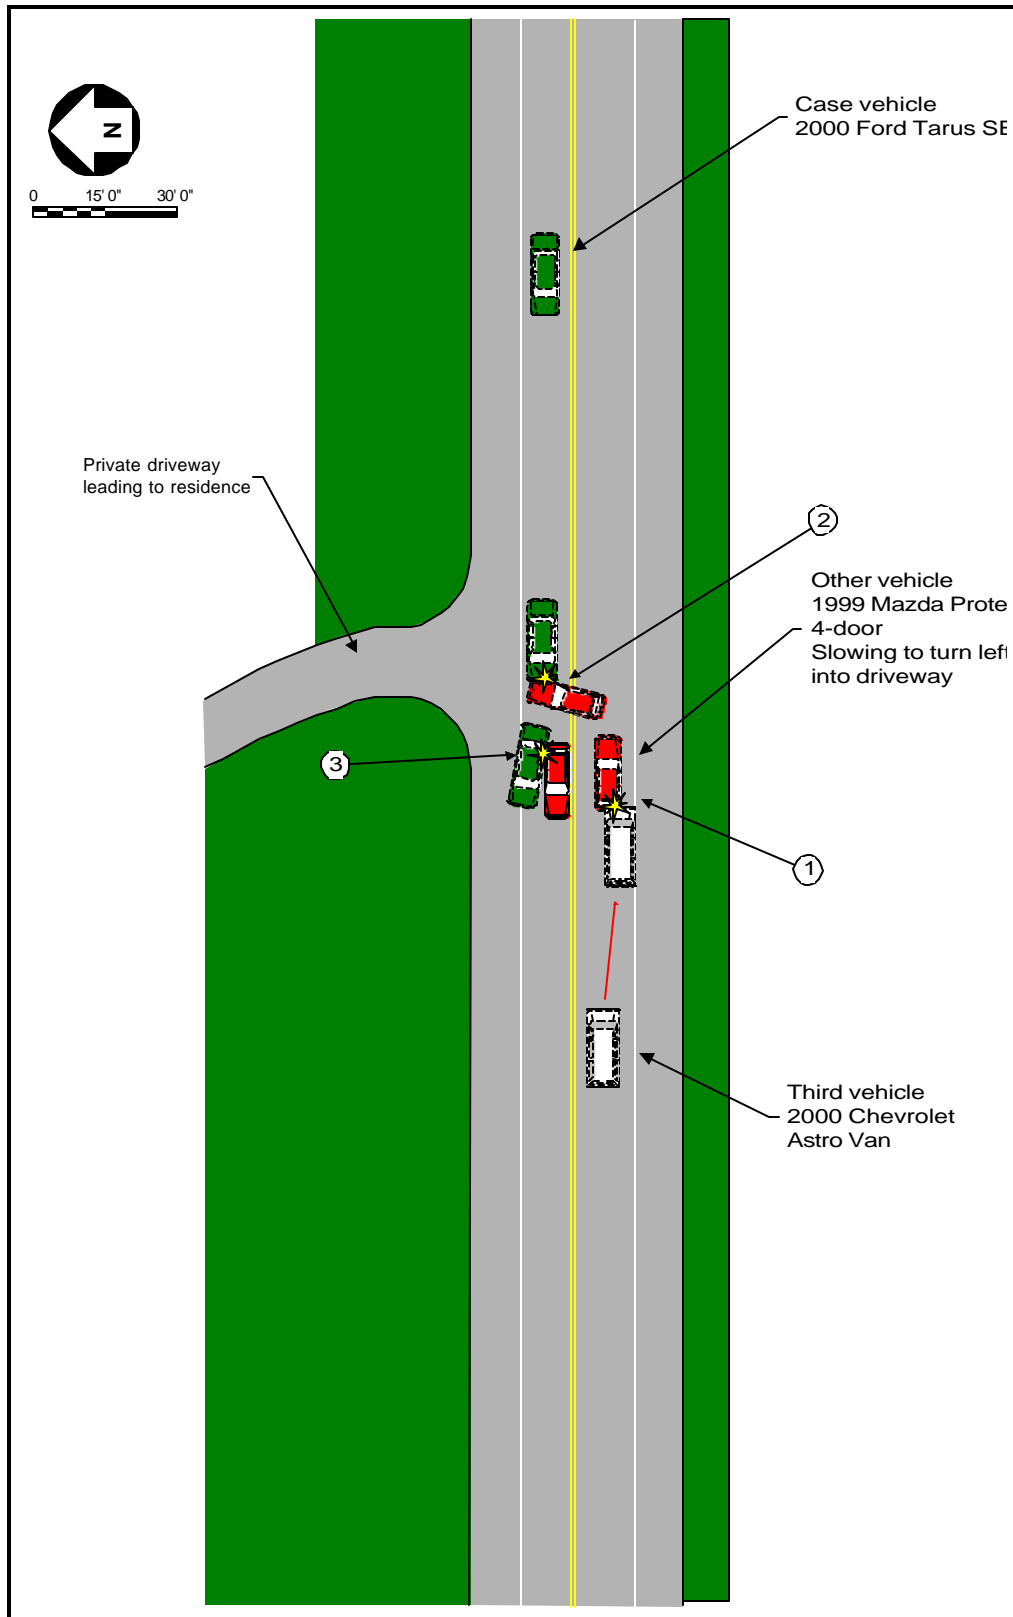 Case vehicle
2000 Ford Tarus SE
N
0 15' 0" 30' 0"
Private driveway
leading to residence
2
Other vehicle
1999 Mazda Prote
4-door
Slowing to turn left
into driveway
3
1
Third vehicle
2000 Chevrolet
Astro Van